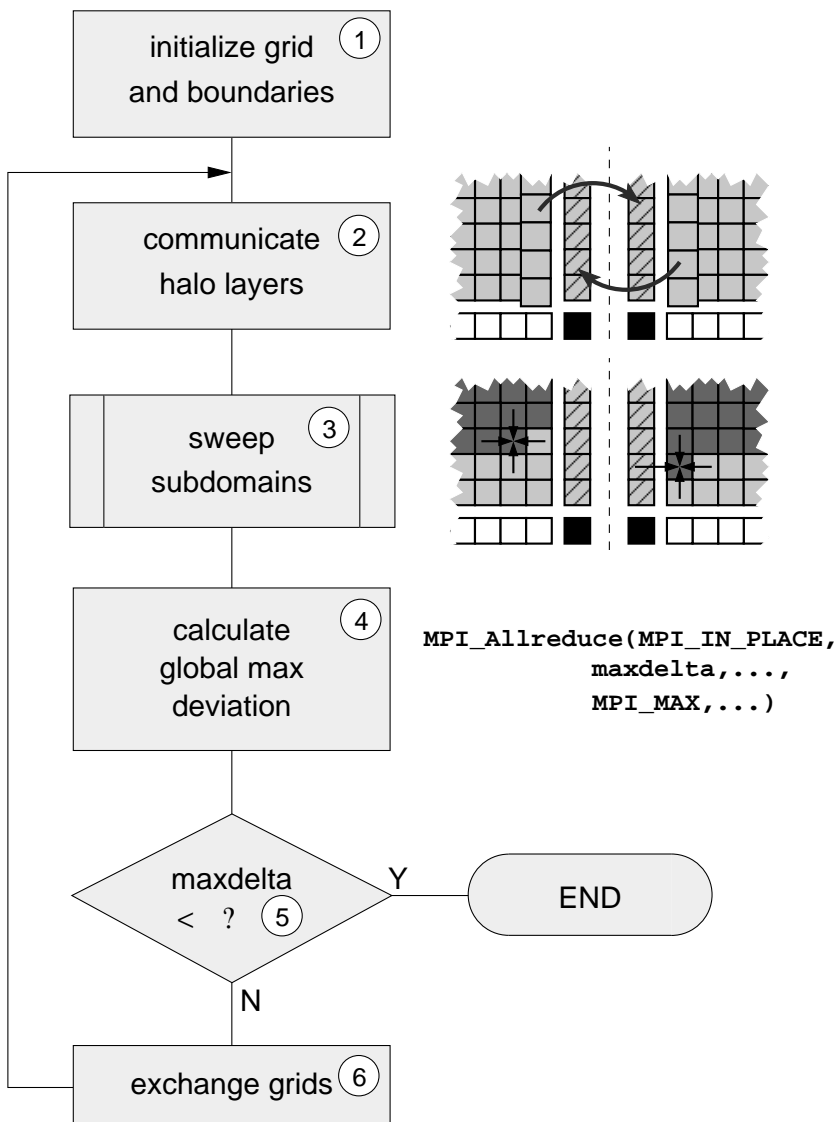 initialize grid
and boundaries
1
communicate
halo layers
2
sweep
subdomains
3
calculate
global max
deviation
4
MPI_Allreduce(MPI_IN_PLACE,
maxdelta,...,
MPI_MAX,...)
maxdelta
< ?
5
Y
END
N
exchange grids
6